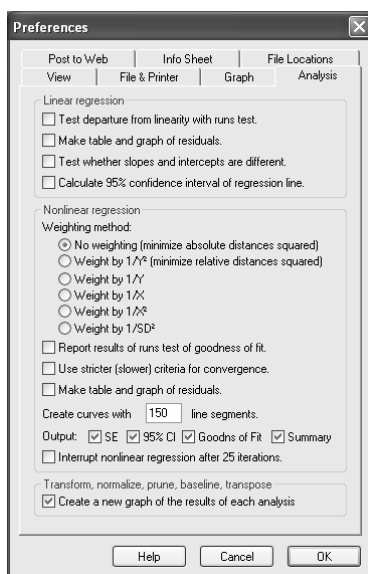 Preferences
Post to Web Info Sheet File Locations
View File & Printer Graph Analysis
Linear regression
Test departure from linearity with runs test.
Make table and graph of residuals.
Test whether slopes and intercepts are different.
Calculate 95% confidence interval of regression line.
Nonlinear regression
Weighting method:
No weighting (minimize absolute distances squared)
Weight by 1/Y² (minimize relative distances squared)
Weight by 1/Y
Weight by 1/X
Weight by 1/X²
Weight by 1/SD²
Report results of runs test of goodness of fit.
Use stricter (slower) criteria for convergence.
Make table and graph of residuals.
Create curves with 150 line segments.
Output: SE 95% CI Goodns of Fit Summary
Interrupt nonlinear regression after 25 iterations.
Transform, normalize, prune, baseline, transpose
Create a new graph of the results of each analysis
Help Cancel OK